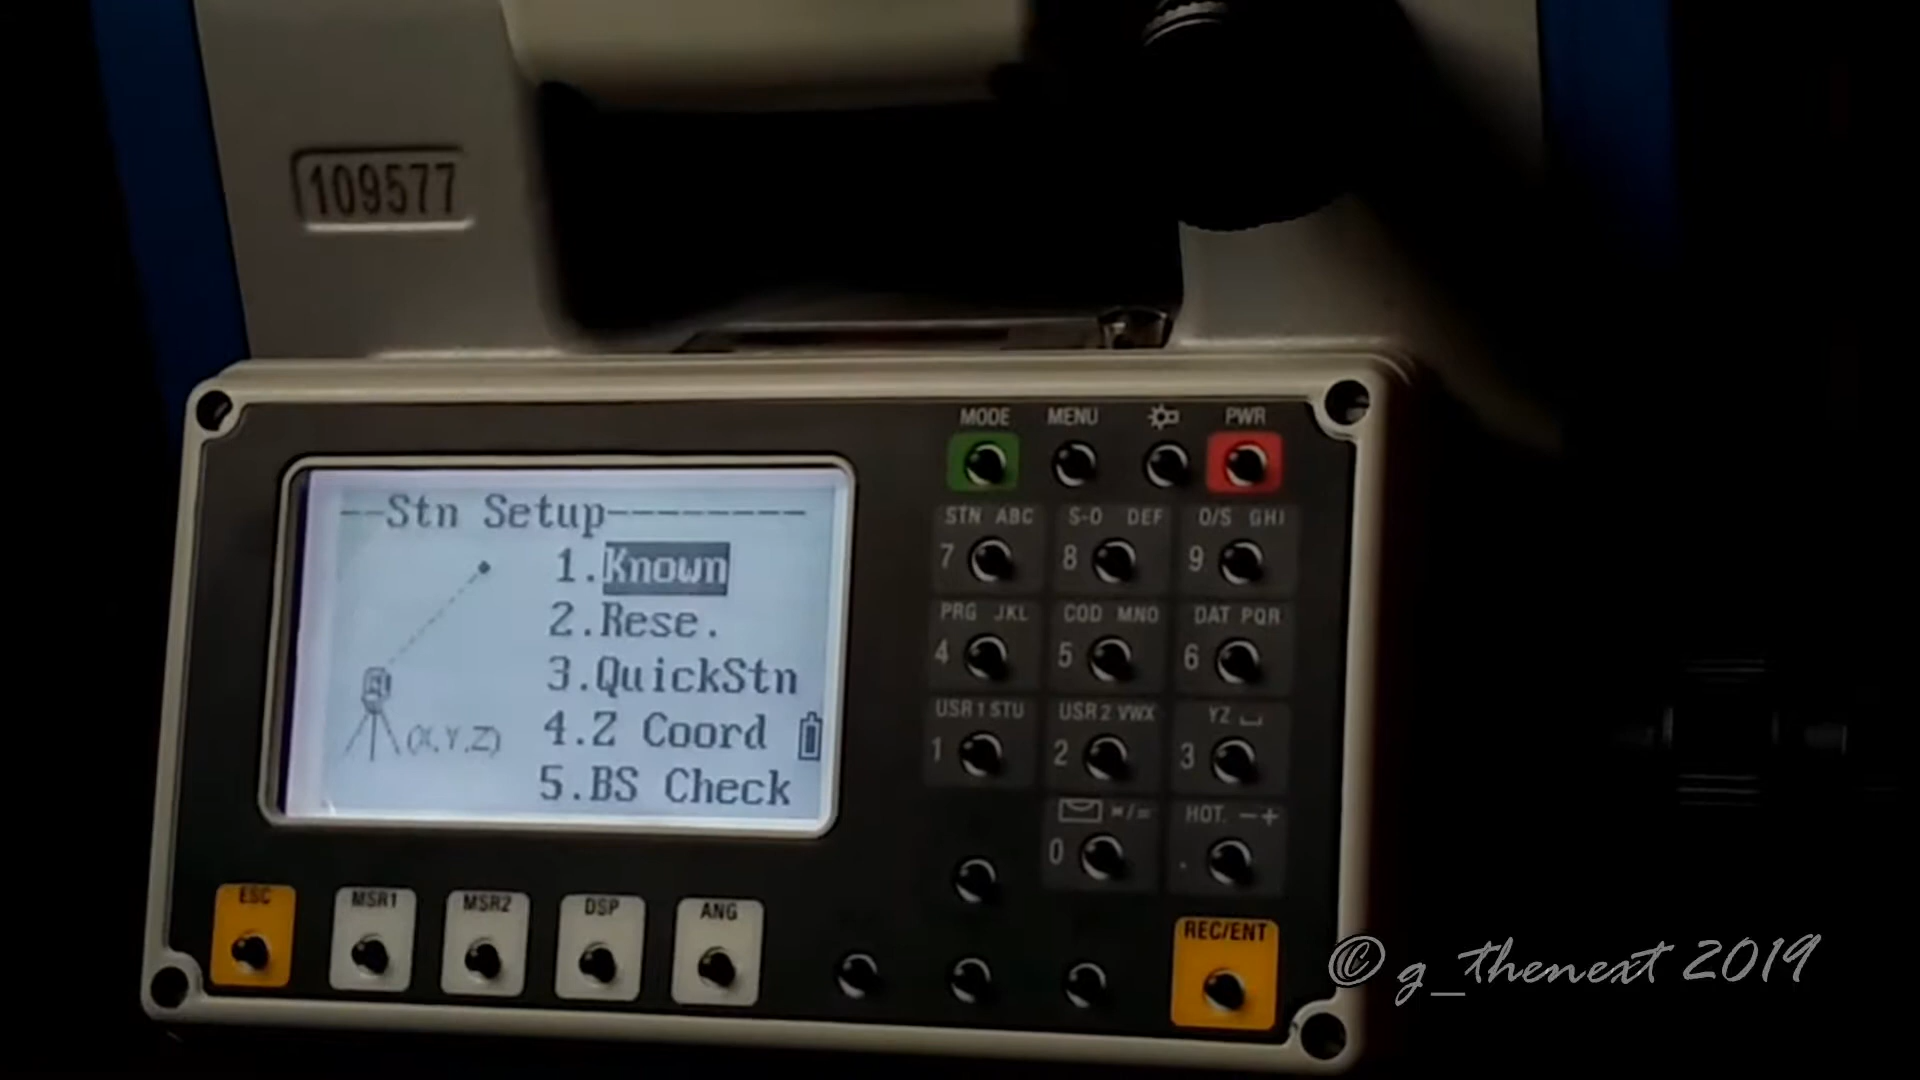 109577
MODE MENU PWR
--Stn Setup--------
1.Known
2.Rese.
3.QuickStn
4.Z Coord
5.BS Check
(X,Y,Z)
STN ABC S-O DEF O/S GHI
7 8 9
PRG JKL COD MNO DAT PQR
4 5 6
USR1 STU USR2 VWX YZ
1 2 3
*/= HOT -+
0 .
ESC MSR1 MSR2 DSP ANG REC/ENT
© g_thenext 2019